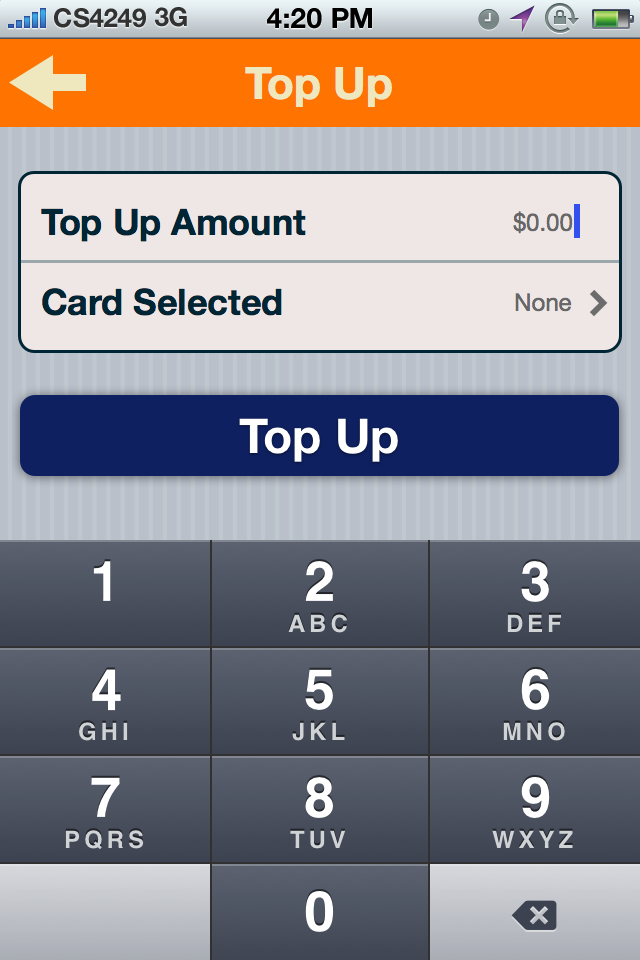 CS4249 3G 4:20 PM
Top Up
Top Up Amount $0.00
Card Selected None
Top Up
1 2 3
ABC DEF
4 5 6
GHI JKL MNO
7 8 9
PQRS TUV WXYZ
0